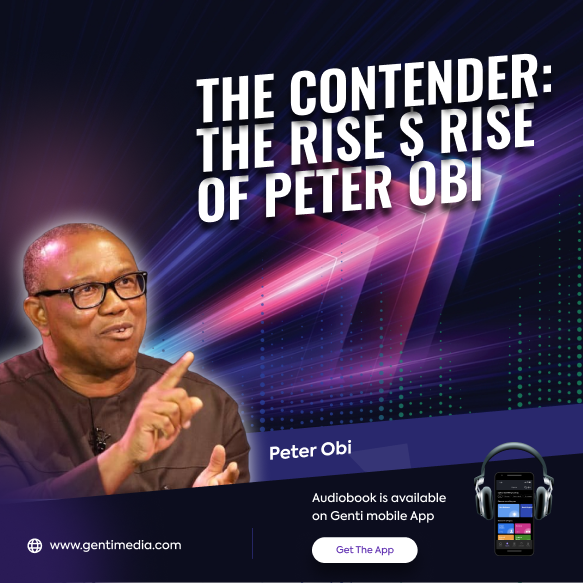 THE CONTENDER:
THE RISE $ RISE
OF PETER OBI
Peter Obi
Audiobook is available
on Genti mobile App
www.gentimedia.com
Get The App